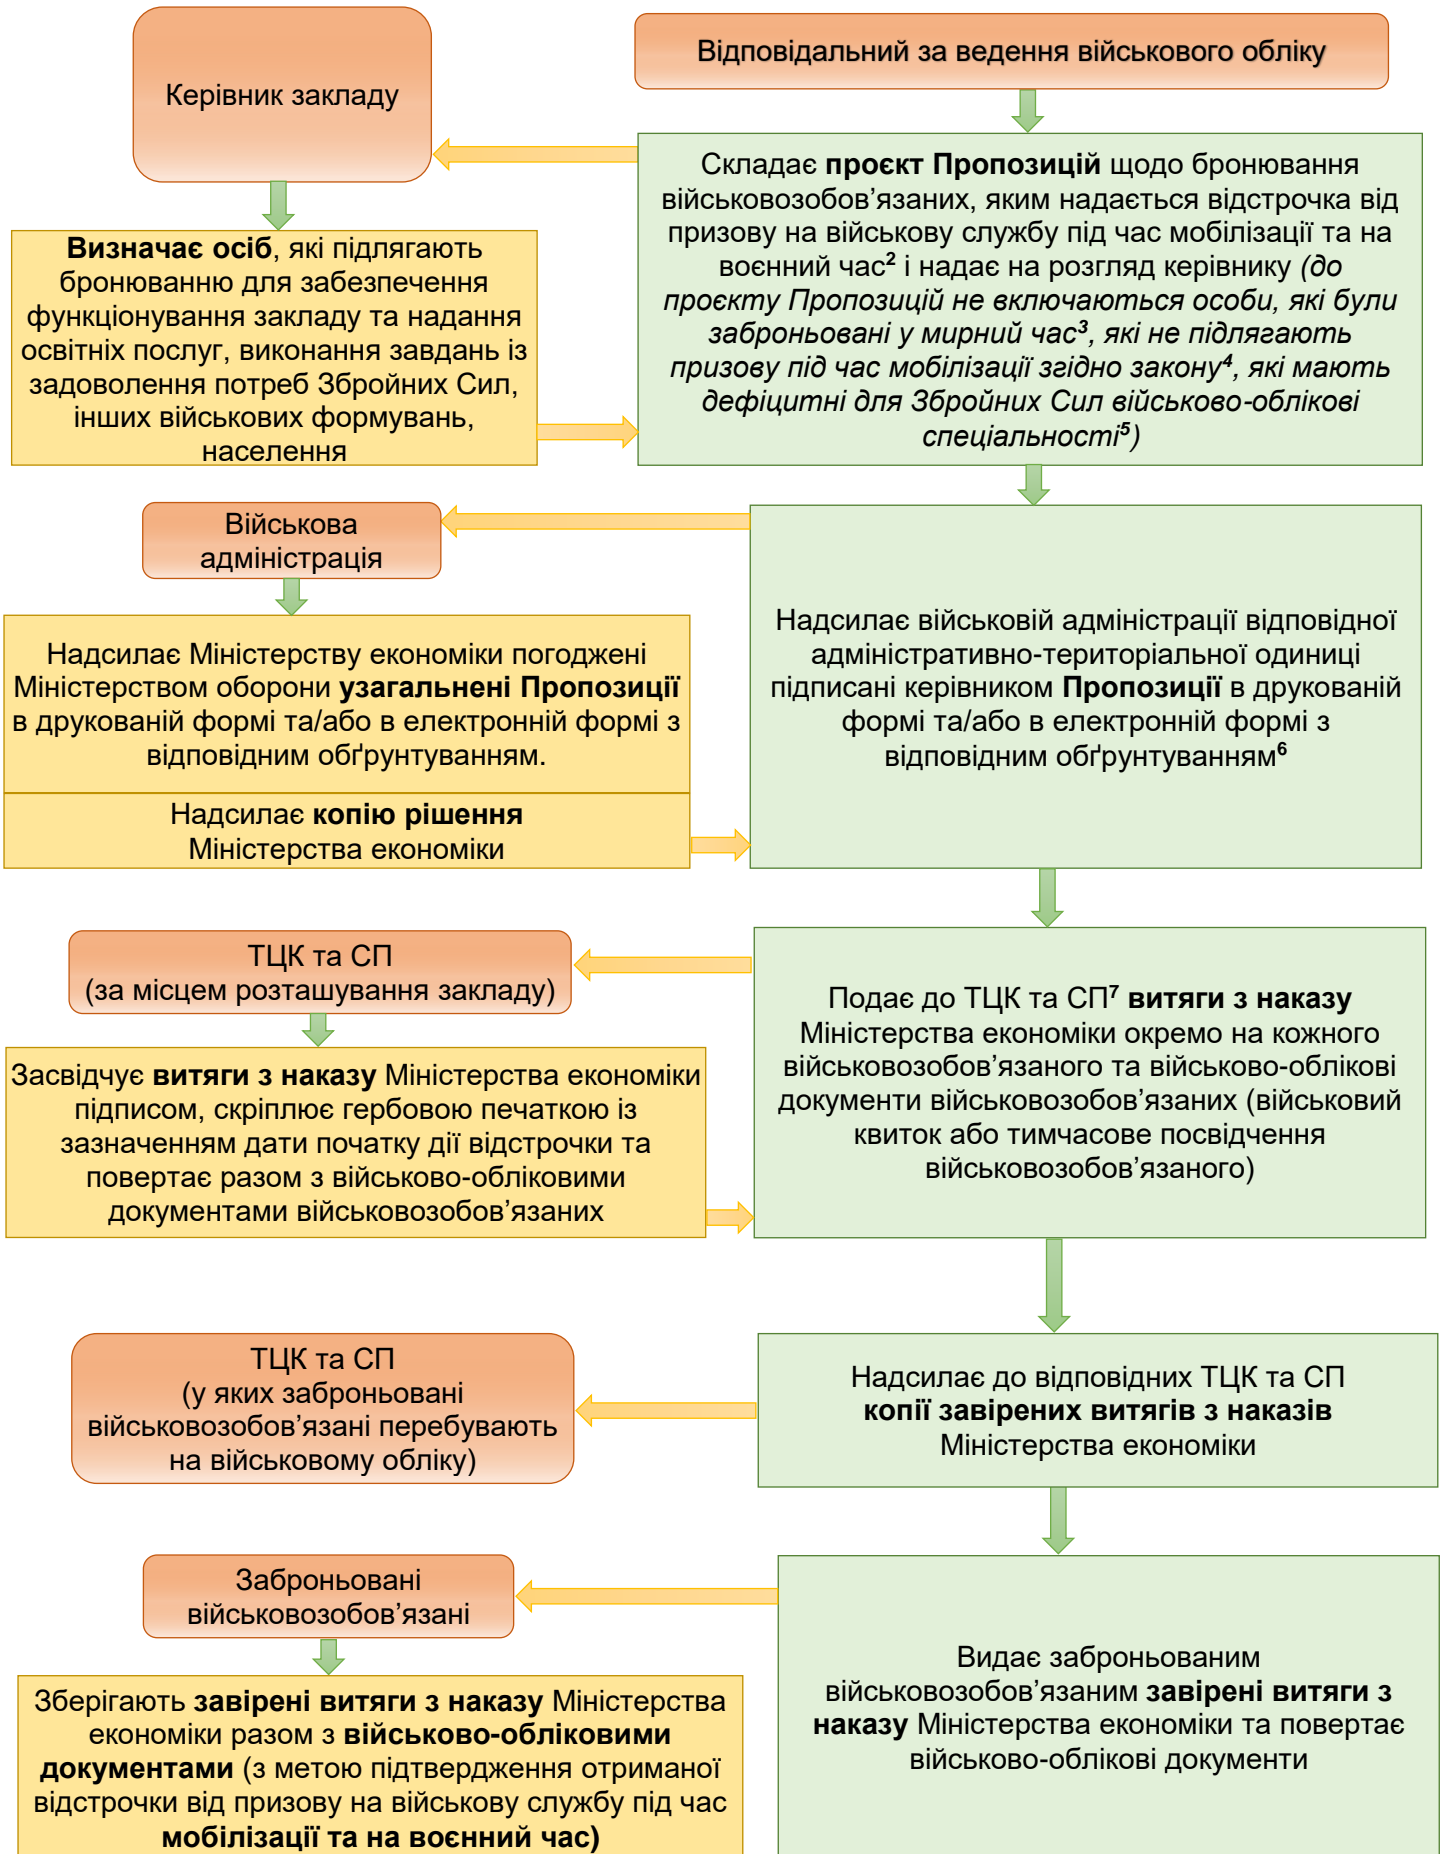 Керівник закладу
Відповідальний за ведення військового обліку
Складає проєкт Пропозицій щодо бронювання
військовозобов’язаних, яким надається відстрочка від
призову на військову службу під час мобілізації та на
воєнний час² і надає на розгляд керівнику (до
проєкту Пропозицій не включаються особи, які були
заброньовані у мирний час³, які не підлягають
призову під час мобілізації згідно закону⁴, які мають
дефіцитні для Збройних Сил військово-облікові
спеціальності⁵)
Визначає осіб, які підлягають
бронюванню для забезпечення
функціонування закладу та надання
освітніх послуг, виконання завдань із
задоволення потреб Збройних Сил,
інших військових формувань,
населення
Військова
адміністрація
Надсилає військовій адміністрації відповідної
адміністративно-територіальної одиниці
підписані керівником Пропозиції в друкованій
формі та/або в електронній формі з
відповідним обґрунтуванням⁶
Надсилає Міністерству економіки погоджені
Міністерством оборони узагальнені Пропозиції
в друкованій формі та/або в електронній формі з
відповідним обґрунтуванням.
Надсилає копію рішення
Міністерства економіки
ТЦК та СП
(за місцем розташування закладу)
Подає до ТЦК та СП⁷ витяги з наказу
Міністерства економіки окремо на кожного
військовозобов’язаного та військово-облікові
документи військовозобов’язаних (військовий
квиток або тимчасове посвідчення
військовозобов’язаного)
Засвідчує витяги з наказу Міністерства економіки
підписом, скріплює гербовою печаткою із
зазначенням дати початку дії відстрочки та
повертає разом з військово-обліковими
документами військовозобов’язаних
ТЦК та СП
(у яких заброньовані
військовозобов’язані перебувають
на військовому обліку)
Надсилає до відповідних ТЦК та СП
копії завірених витягів з наказів
Міністерства економіки
Заброньовані
військовозобов’язані
Видає заброньованим
військовозобов’язаним завірені витяги з
наказу Міністерства економіки та повертає
військово-облікові документи
Зберігають завірені витяги з наказу Міністерства
економіки разом з військово-обліковими
документами (з метою підтвердження отриманої
відстрочки від призову на військову службу під час
мобілізації та на воєнний час)